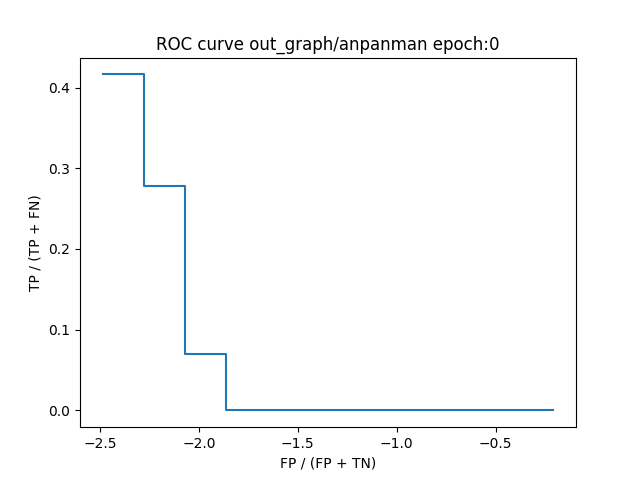 ROC curve out_graph/anpanman epoch:0
0.4
0.3
0.2
0.1
0.0
TP / (TP + FN)
−2.5 −2.0 −1.5 −1.0 −0.5
FP / (FP + TN)